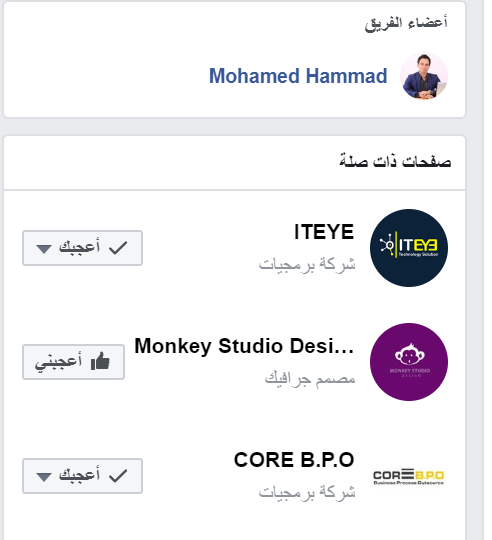 أعضاء الفريق
Mohamed Hammad
صفحات ذات صلة
ITEYE
Technology Solution
ITEYE
شركة برمجيات
أعجبك
MONKEY STUDIO
DESIGN
Monkey Studio Desi...
مصمم جرافيك
أعجبني
CORE B.P.O
Business Process Outsource
CORE B.P.O
شركة برمجيات
أعجبك